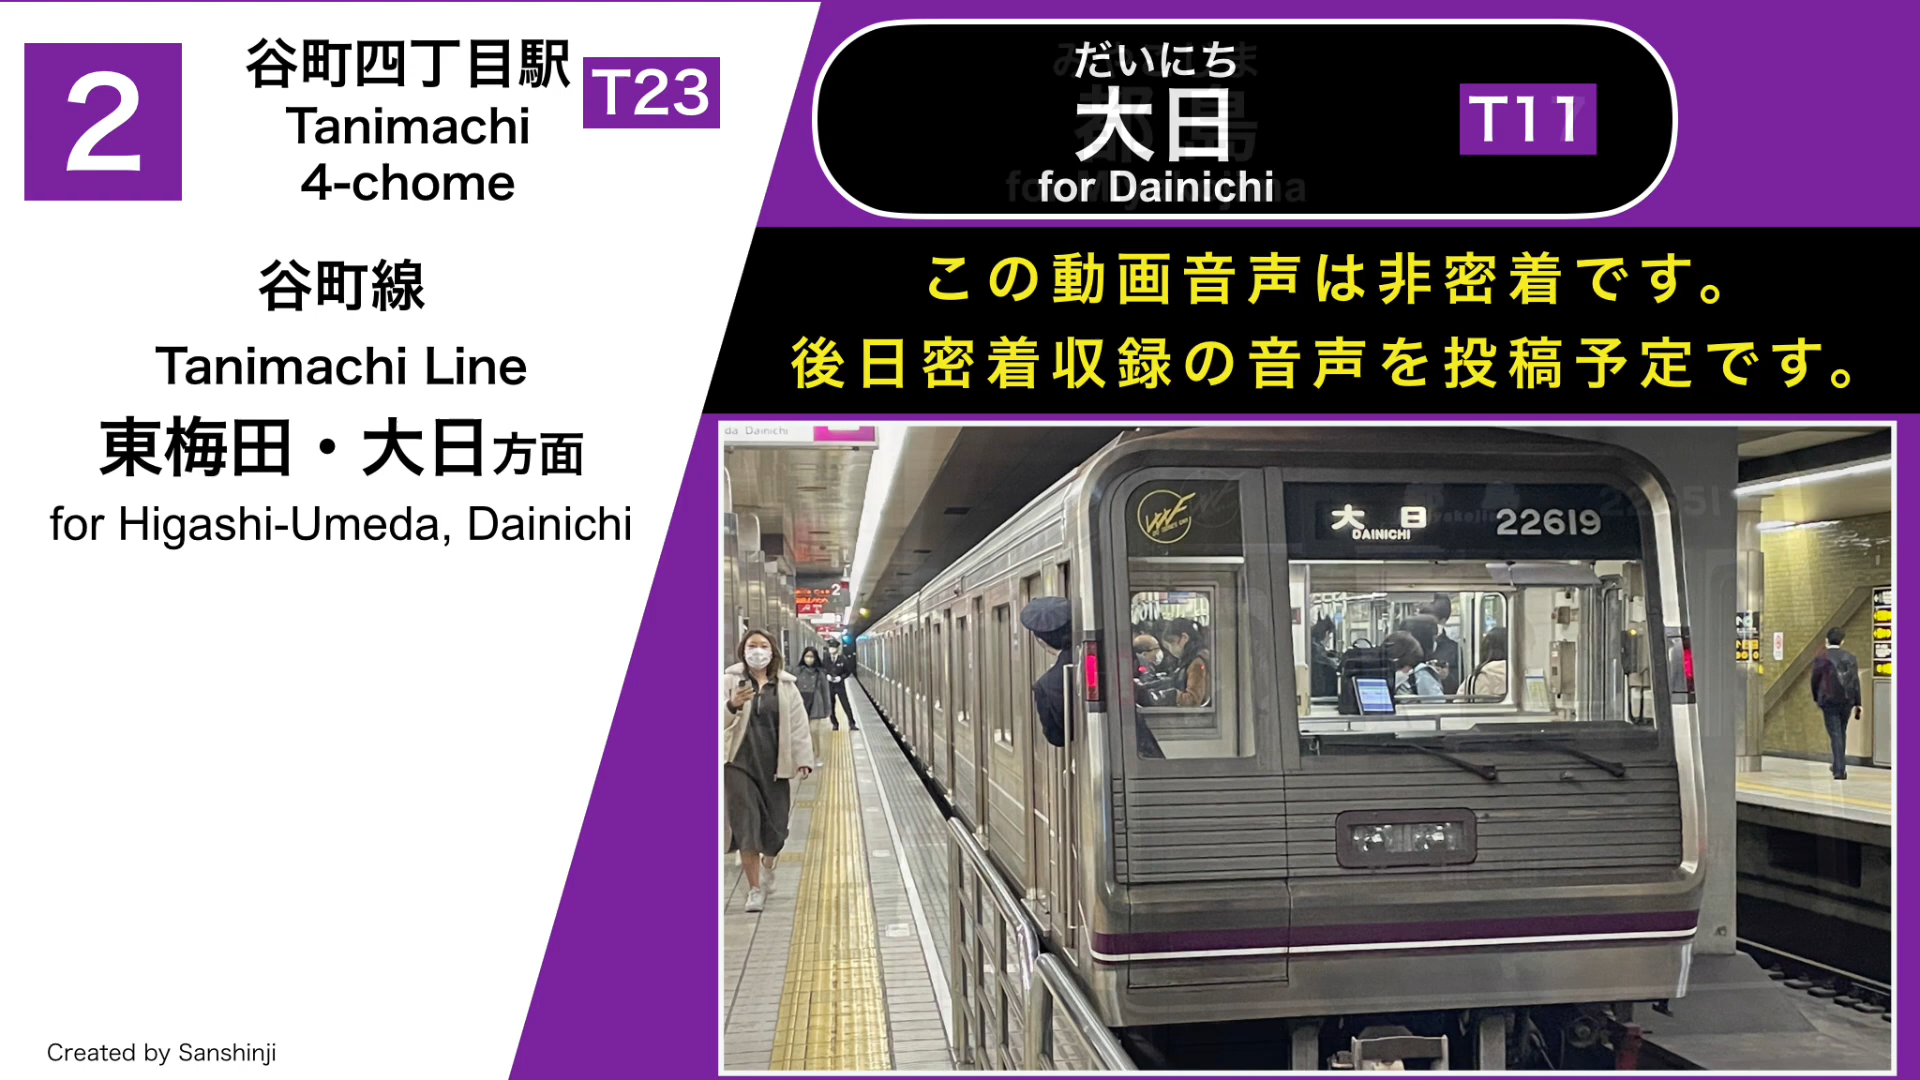 2
谷町四丁目駅
T23
Tanimachi
4-chome
谷町線
Tanimachi Line
東梅田・大日方面
for Higashi-Umeda, Dainichi
Created by Sanshinji
だいにち
大日
for Dainichi
T11
この動画音声は非密着です。
後日密着収録の音声を投稿予定です。
da Dainichi
大日
DAINICHI
22619
2